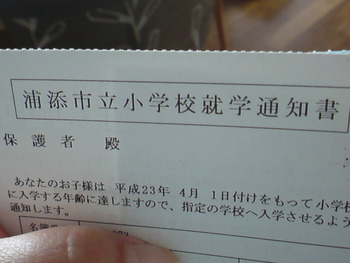 浦添市立小学校就学通知書
保護者 殿
あなたのお子様は 平成23年 4月 1日付けをもって小学校
に入学する年齢に達しますので、指定の学校へ入学させるよう
通知します。